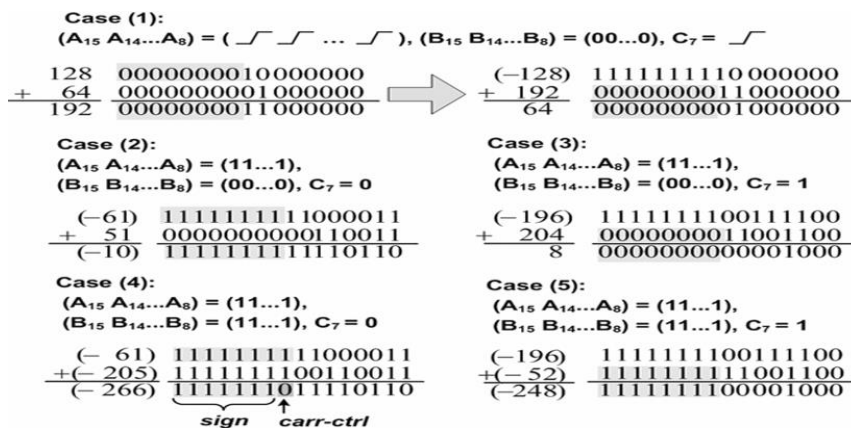 Case (1):
(A₁₅ A₁₄...A₈) = ( ... ), (B₁₅ B₁₄...B₈) = (00...0), C₇ =
128 0000000010000000
+ 64 0000000001000000
192 0000000011000000
(−128) 1111111110000000
+ 192 0000000011000000
64 0000000001000000
Case (2):
(A₁₅ A₁₄...A₈) = (11...1),
(B₁₅ B₁₄...B₈) = (00...0), C₇ = 0
(−61) 1111111111000011
+ 51 0000000000110011
(−10) 1111111111110110
Case (3):
(A₁₅ A₁₄...A₈) = (11...1),
(B₁₅ B₁₄...B₈) = (00...0), C₇ = 1
(−196) 1111111100111100
+ 204 0000000011001100
8 0000000000001000
Case (4):
(A₁₅ A₁₄...A₈) = (11...1),
(B₁₅ B₁₄...B₈) = (11...1), C₇ = 0
(− 61) 1111111111000011
+(− 205) 1111111100110011
(− 266) 1111111011110110
sign carr-ctrl
Case (5):
(A₁₅ A₁₄...A₈) = (11...1),
(B₁₅ B₁₄...B₈) = (11...1), C₇ = 1
(−196) 1111111100111100
+(− 52) 1111111111001100
(−248) 1111111100001000